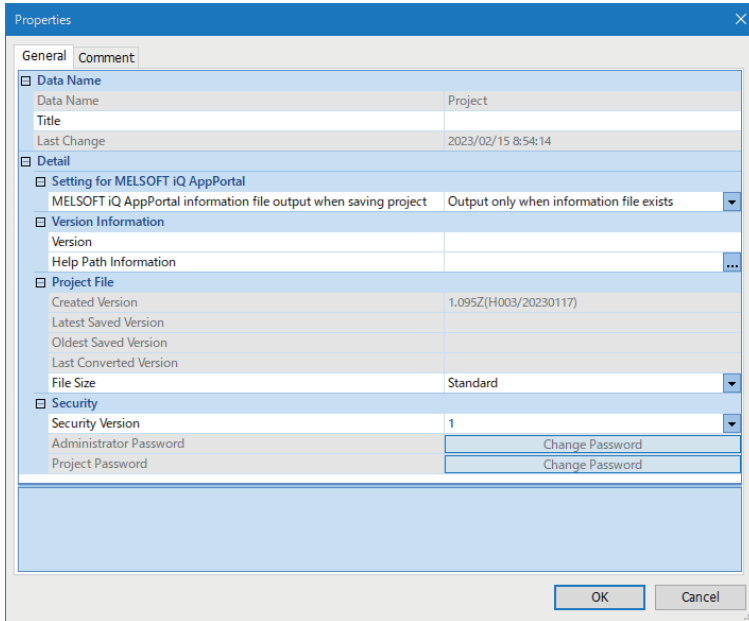 Properties
General Comment
Data Name
Data Name Project
Title
Last Change 2023/02/15 8:54:14
Detail
Setting for MELSOFT iQ AppPortal
MELSOFT iQ AppPortal information file output when saving project Output only when information file exists
Version Information
Version
Help Path Information ...
Project File
Created Version 1.095Z(H003/20230117)
Latest Saved Version
Oldest Saved Version
Last Converted Version
File Size Standard
Security
Security Version 1
Administrator Password Change Password
Project Password Change Password
OK Cancel